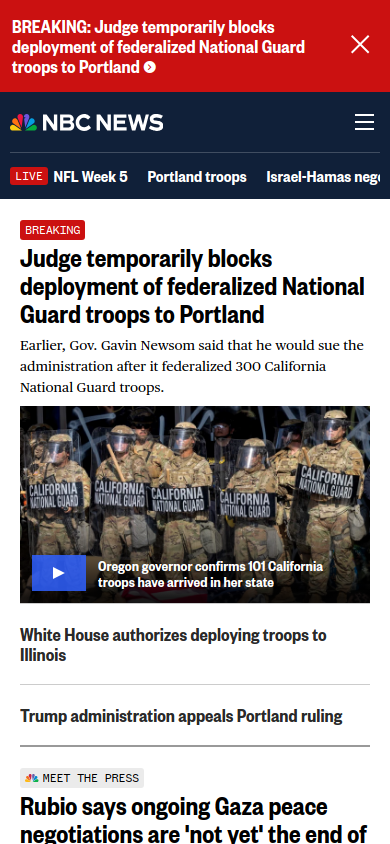 BREAKING: Judge temporarily blocks
deployment of federalized National Guard
troops to Portland
NBC NEWS
LIVE NFL Week 5 Portland troops Israel-Hamas nego
BREAKING
Judge temporarily blocks
deployment of federalized National
Guard troops to Portland
Earlier, Gov. Gavin Newsom said that he would sue the
administration after it federalized 300 California
National Guard troops.
CALIFORNIA
NATIONAL GUARD
CALIFORNIA
NATIONAL GUARD
CALIFORNIA
NATIONAL GUARD
CALIFORNIA
NATIONAL GUARD
CALIFORNIA
NATIONAL GUARD
Oregon governor confirms 101 California
troops have arrived in her state
White House authorizes deploying troops to
Illinois
Trump administration appeals Portland ruling
MEET THE PRESS
Rubio says ongoing Gaza peace
negotiations are 'not yet' the end of